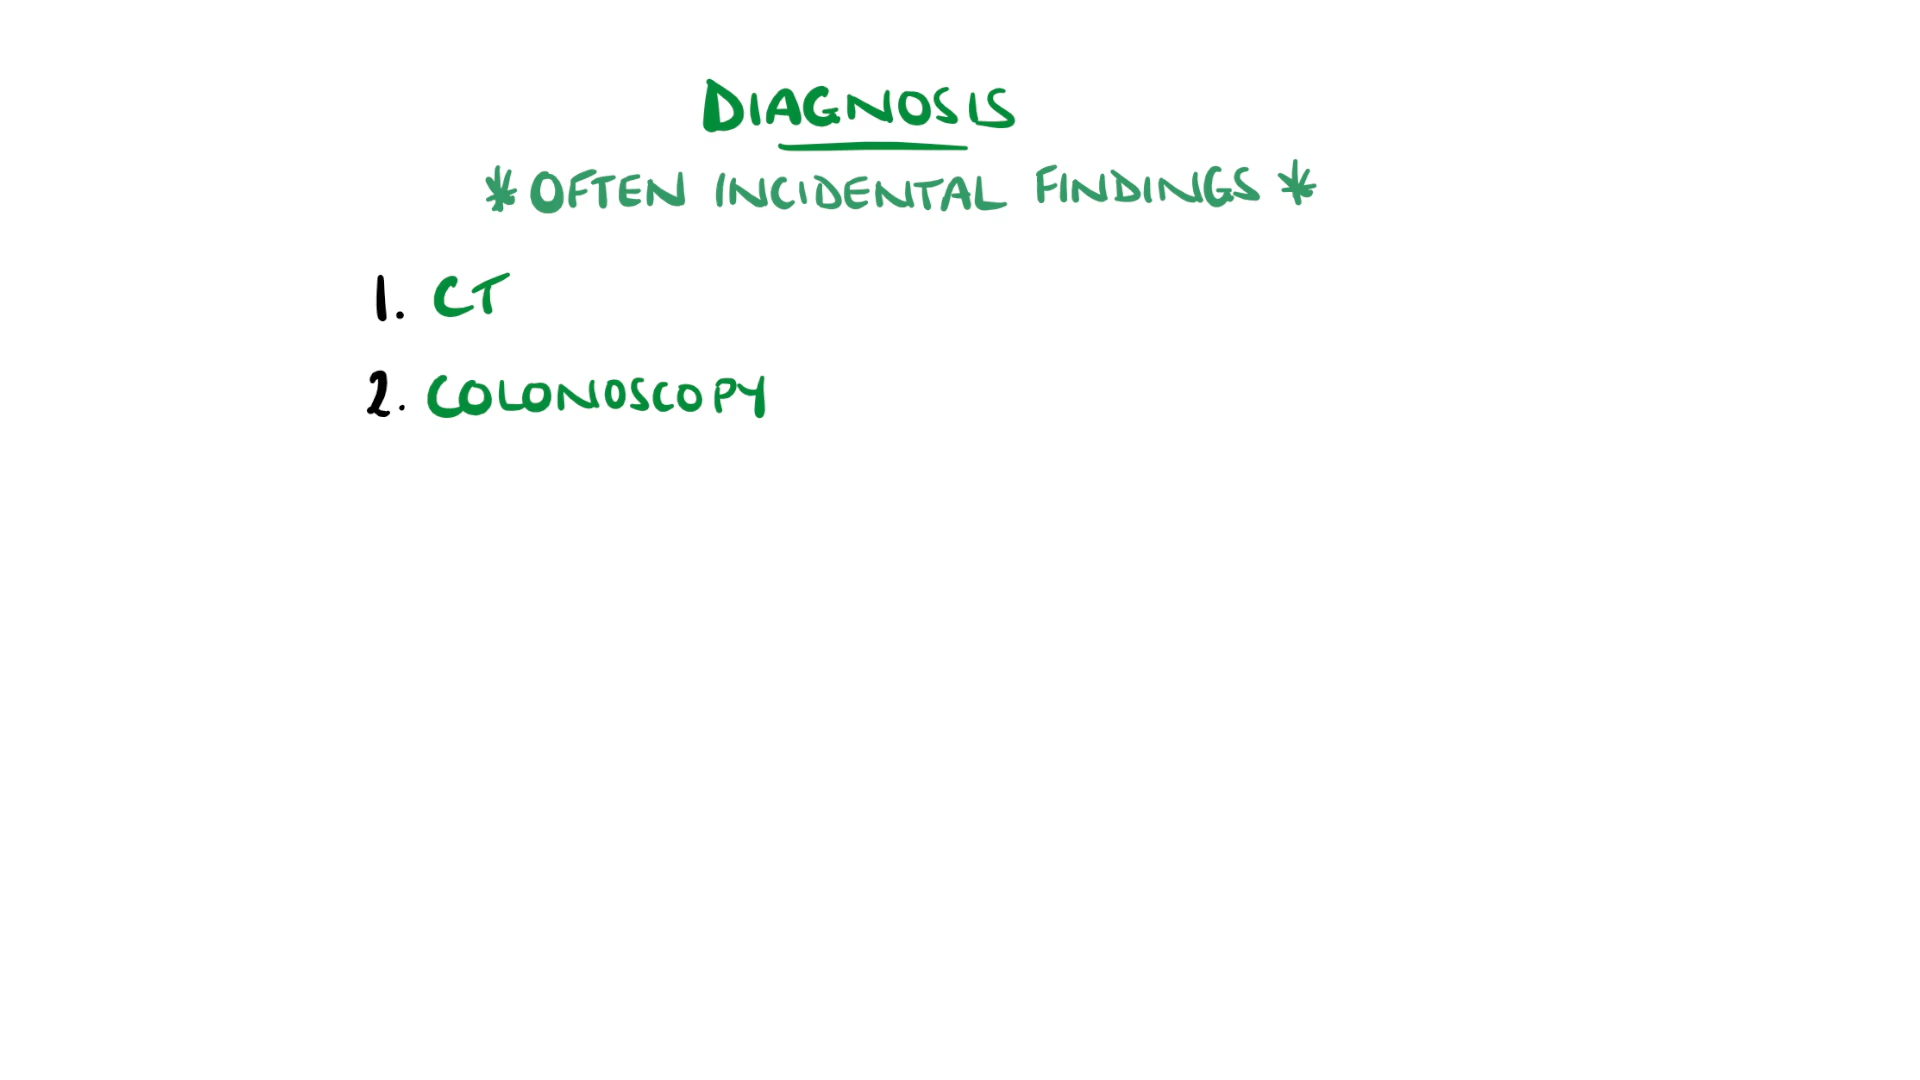 DIAGNOSIS
* OFTEN INCIDENTAL FINDINGS *
1. CT
2. COLONOSCOPY